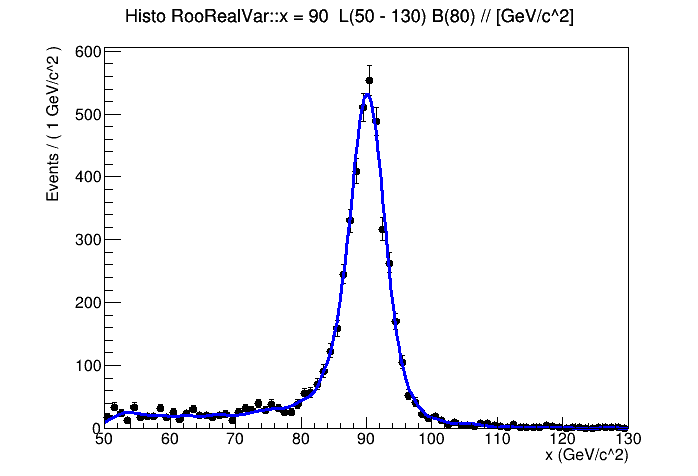 Histo RooRealVar::x = 90 L(50 - 130) B(80) // [GeV/c^2]
Events / ( 1 GeV/c^2 )
600
500
400
300
200
100
0
50 60 70 80 90 100 110 120 130
x (GeV/c^2)